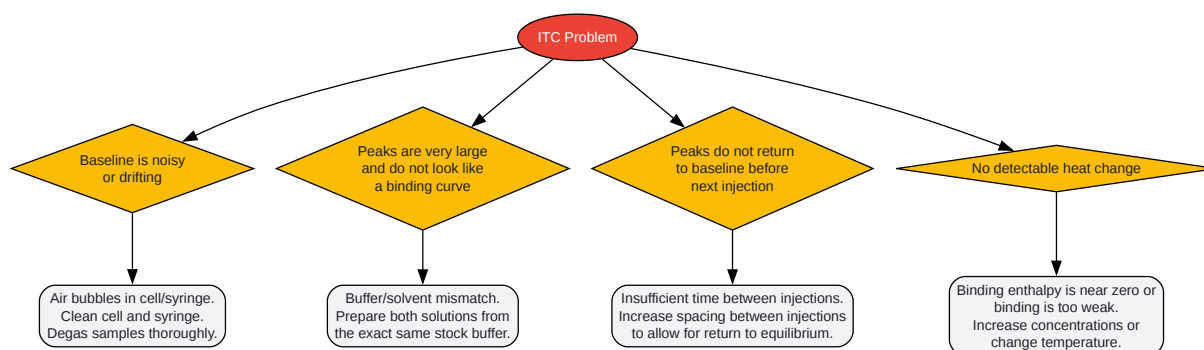 ITC Problem
Baseline is noisy
or drifting
Peaks are very large
and do not look like
a binding curve
Peaks do not return
to baseline before
next injection
No detectable heat change
Air bubbles in cell/syringe.
Clean cell and syringe.
Degas samples thoroughly.
Buffer/solvent mismatch.
Prepare both solutions from
the exact same stock buffer.
Insufficient time between injections.
Increase spacing between injections
to allow for return to equilibrium.
Binding enthalpy is near zero or
binding is too weak.
Increase concentrations or
change temperature.